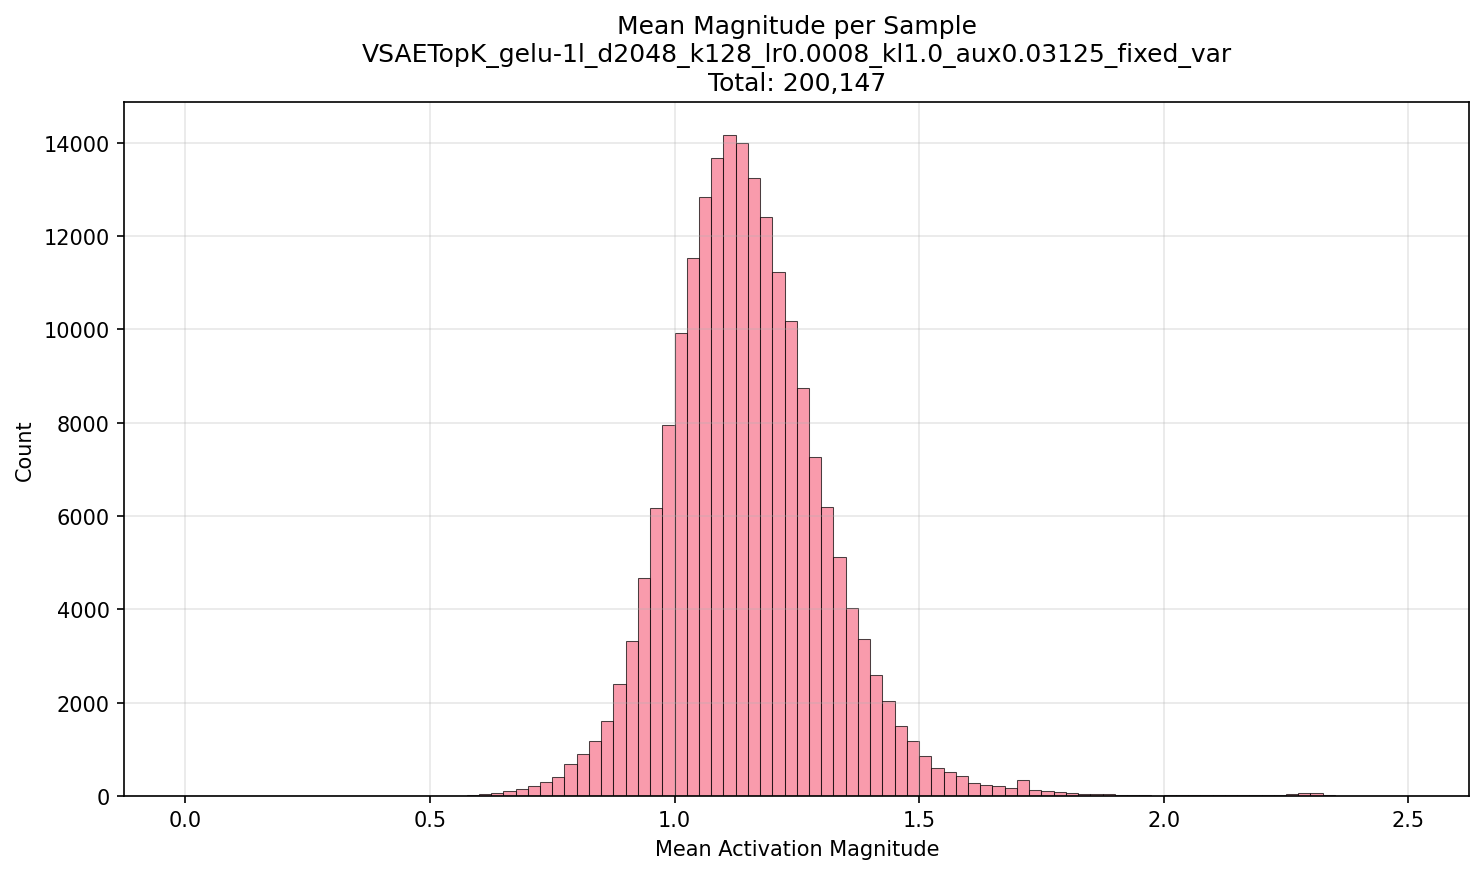 Mean Magnitude per Sample
VSAETopK_gelu-1l_d2048_k128_lr0.0008_kl1.0_aux0.03125_fixed_var
Total: 200,147
14000
12000
10000
8000
6000
4000
2000
0
Count
0.0
0.5
1.0
1.5
2.0
2.5
Mean Activation Magnitude